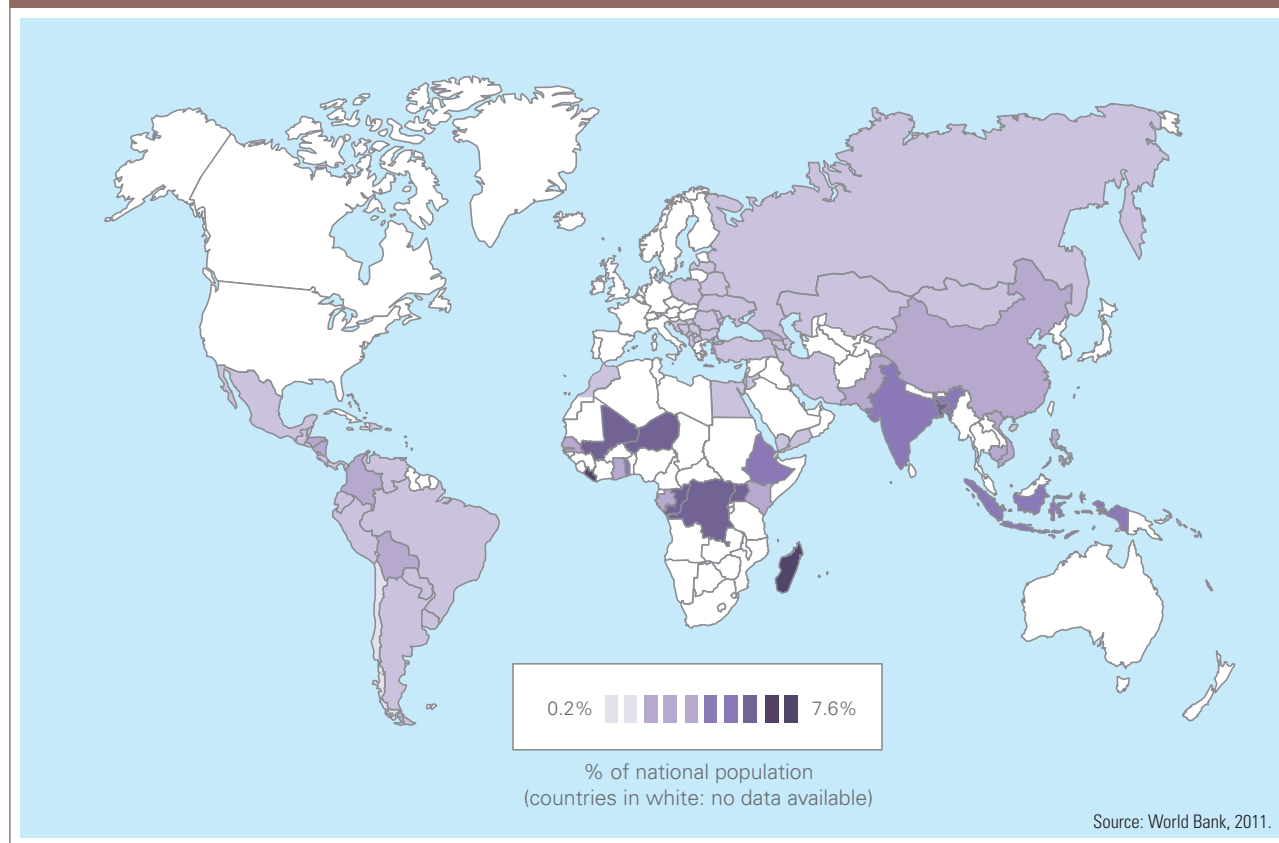 0.2% 7.6%
% of national population
(countries in white: no data available)
Source: World Bank, 2011.